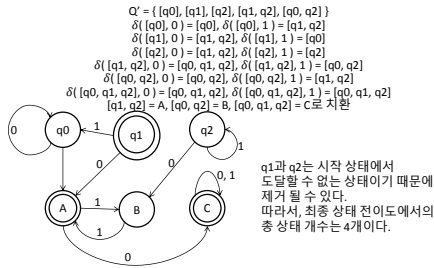 Q’ = { [q0], [q1], [q2], [q1, q2], [q0, q2] }
δ( [q0], 0 ) = [q0], δ( [q0], 1 ) = [q1, q2]
δ( [q1], 0 ) = [q1, q2], δ( [q1], 1 ) = [q0]
δ( [q2], 0 ) = [q1, q2], δ( [q2], 1 ) = [q2]
δ( [q1, q2], 0 ) = [q0, q1, q2], δ( [q1, q2], 1 ) = [q0, q2]
δ( [q0, q2], 0 ) = [q0, q2], δ( [q0, q2], 1 ) = [q1, q2]
δ( [q0, q1, q2], 0 ) = [q0, q1, q2], δ( [q0, q1, q2], 1 ) = [q0, q1, q2]
[q1, q2] = A, [q0, q2] = B, [q0, q1, q2] = C로 치환
0
q0
1
q1
q2
1
0
0
0, 1
A
1
B
1
C
0
q1과 q2는 시작 상태에서
도달할 수 없는 상태이기 때문에
제거 될 수 있다.
따라서, 최종 상태 전이도에서의
총 상태 개수는 4개이다.